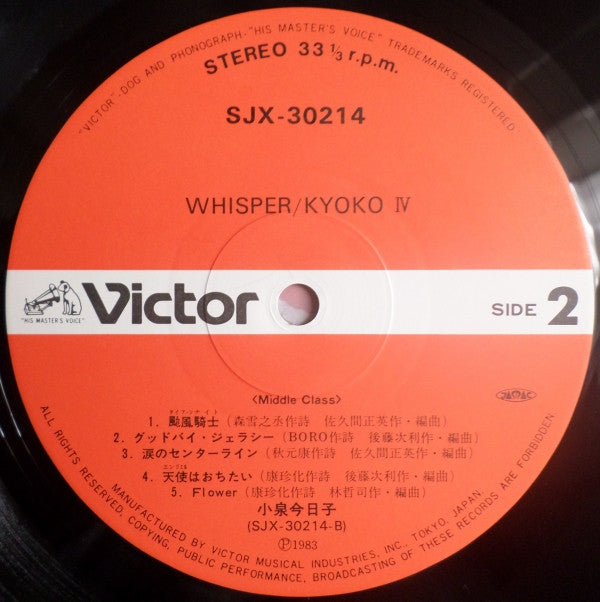 "VICTOR"-DOG AND PHONOGRAPH-"HIS MASTER'S VOICE" TRADEMARKS REGISTERED
STEREO 33 1/3 r.p.m.
SJX-30214
WHISPER/KYOKO Ⅳ
"HIS MASTER'S VOICE"
Victor
SIDE 2
JASRAC
〈Middle Class〉
タイフーンナイト
1. 颱風騎士（森雪之丞作詩 佐久間正英作・編曲）
2. グッドバイ・ジェラシー（BORO作詩 後藤次利作・編曲）
3. 涙のセンターライン（秋元康作詩 佐久間正英作・編曲）
エンジェル
4. 天使はおちたい（康珍化作詩 後藤次利作・編曲）
5. Flower（康珍化作詩 林哲司作・編曲）
小泉今日子
(SJX-30214-B)
Ⓟ1983
ALL RIGHTS RESERVED, COPYING, PUBLIC PERFORMANCE, BROADCASTING OF THESE RECORDS ARE FORBIDDEN.
MANUFACTURED BY VICTOR MUSICAL INDUSTRIES, INC., TOKYO, JAPAN.